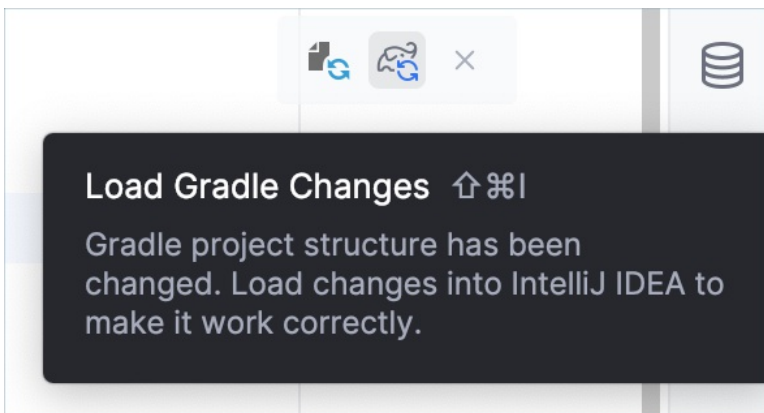 Load Gradle Changes ⇧⌘I
Gradle project structure has been
changed. Load changes into IntelliJ IDEA to
make it work correctly.